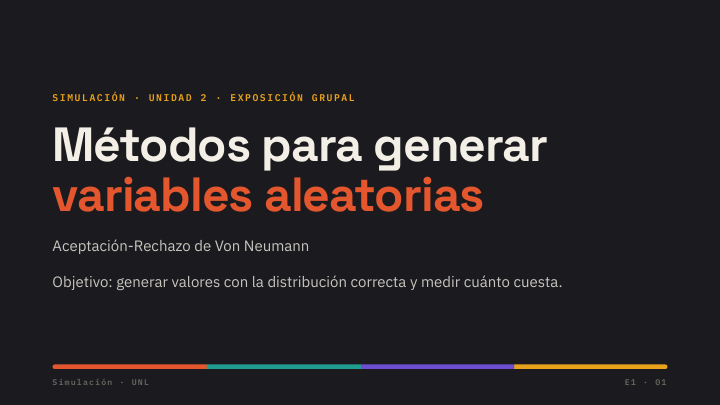 SIMULACIÓN · UNIDAD 2 · EXPOSICIÓN GRUPAL
Métodos para generar
variables aleatorias
Aceptación-Rechazo de Von Neumann
Objetivo: generar valores con la distribución correcta y medir cuánto cuesta.
Simulación · UNL
E1 · 01